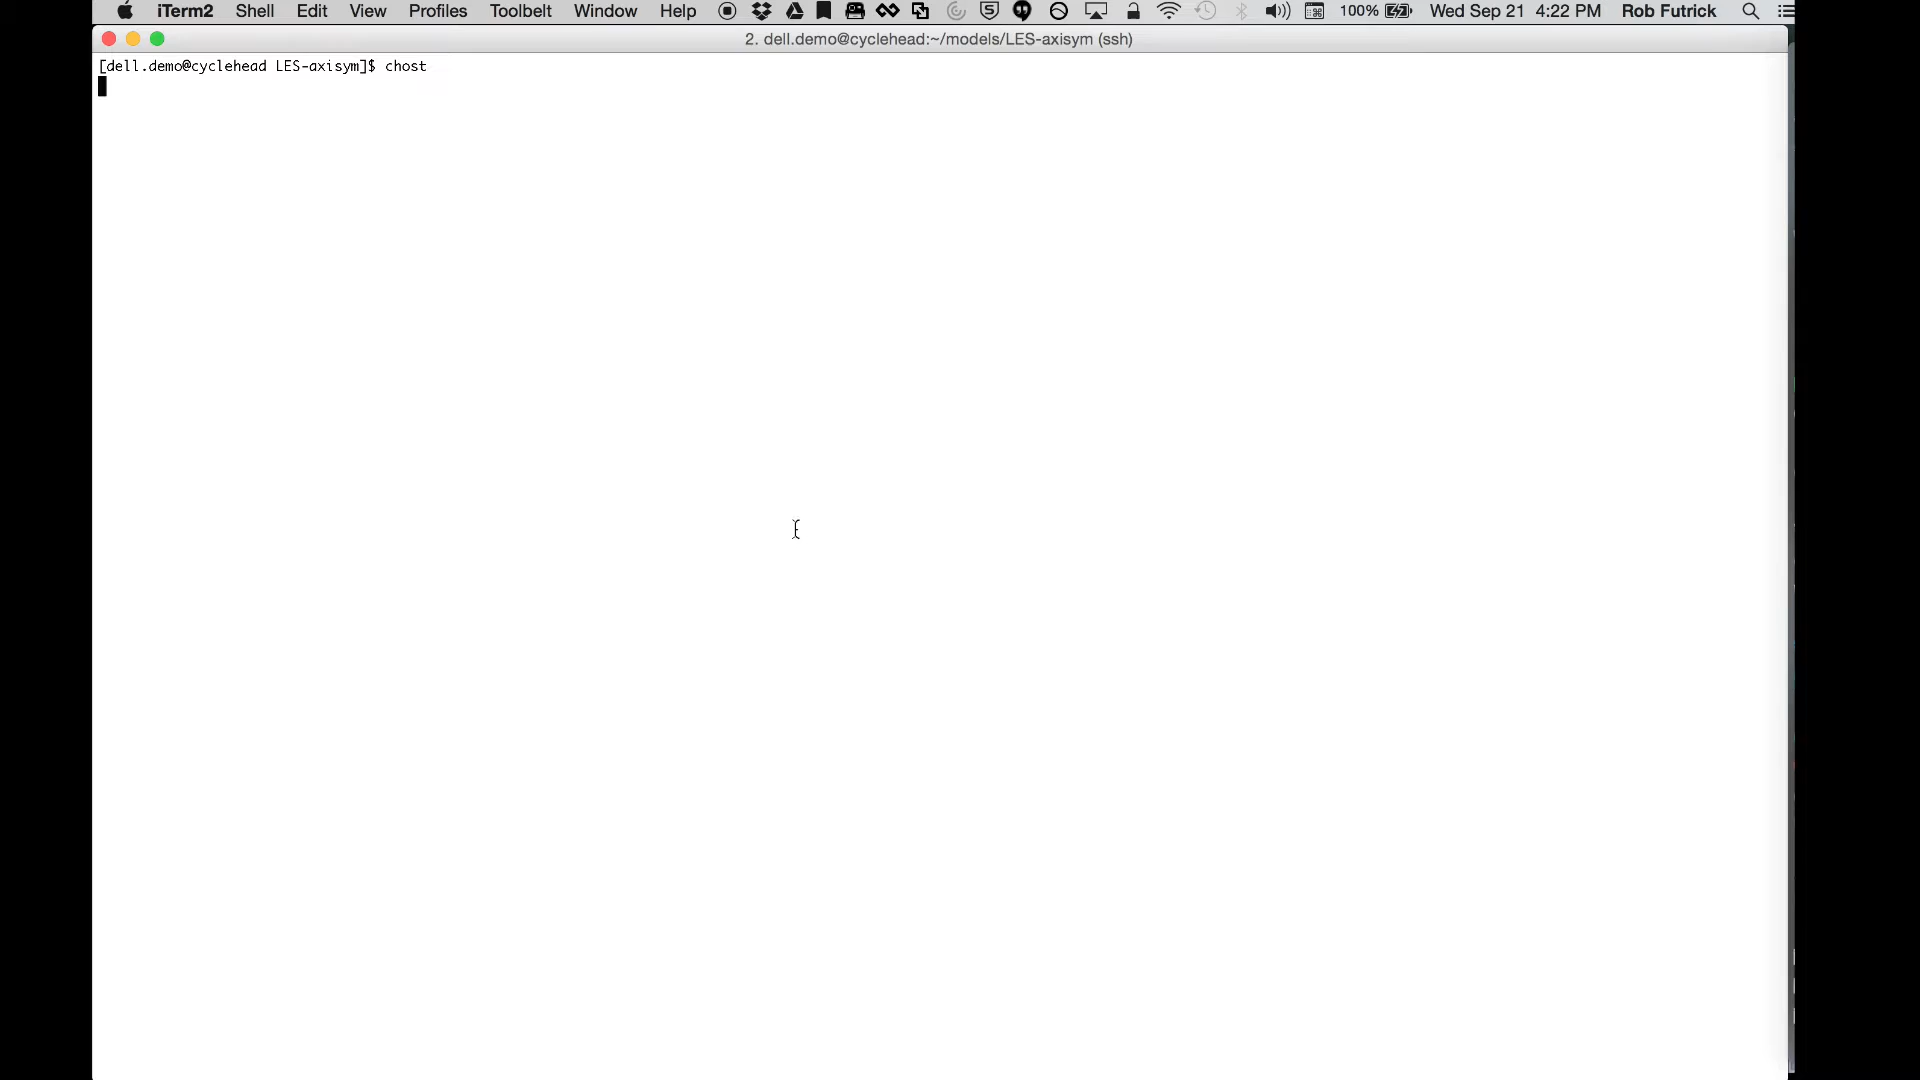 iTerm2 Shell Edit View Profiles Toolbelt Window Help 100% Wed Sep 21 4:22 PM Rob Futrick
2. dell.demo@cyclehead:~/models/LES-axisym (ssh)
[dell.demo@cyclehead LES-axisym]$ chost